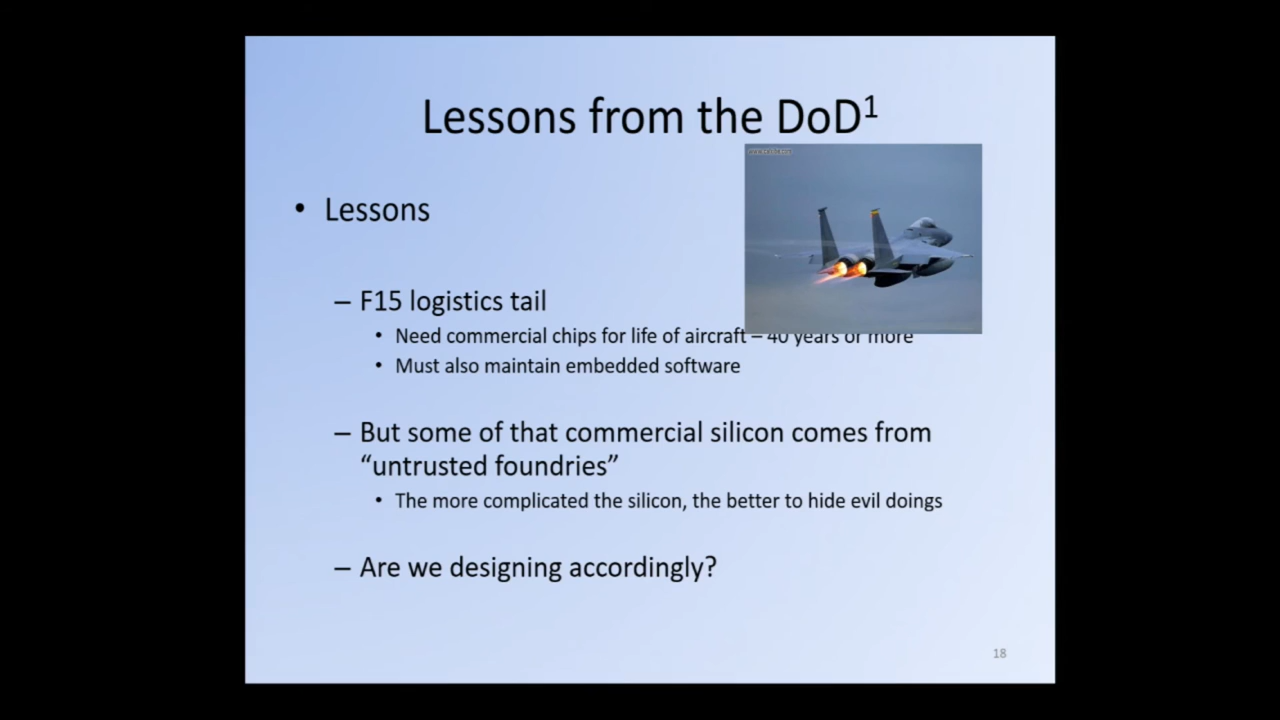 Lessons from the DoD¹
• Lessons
– F15 logistics tail
• Need commercial chips for life of aircraft – 40 years or more
• Must also maintain embedded software
– But some of that commercial silicon comes from
“untrusted foundries”
• The more complicated the silicon, the better to hide evil doings
– Are we designing accordingly?
18